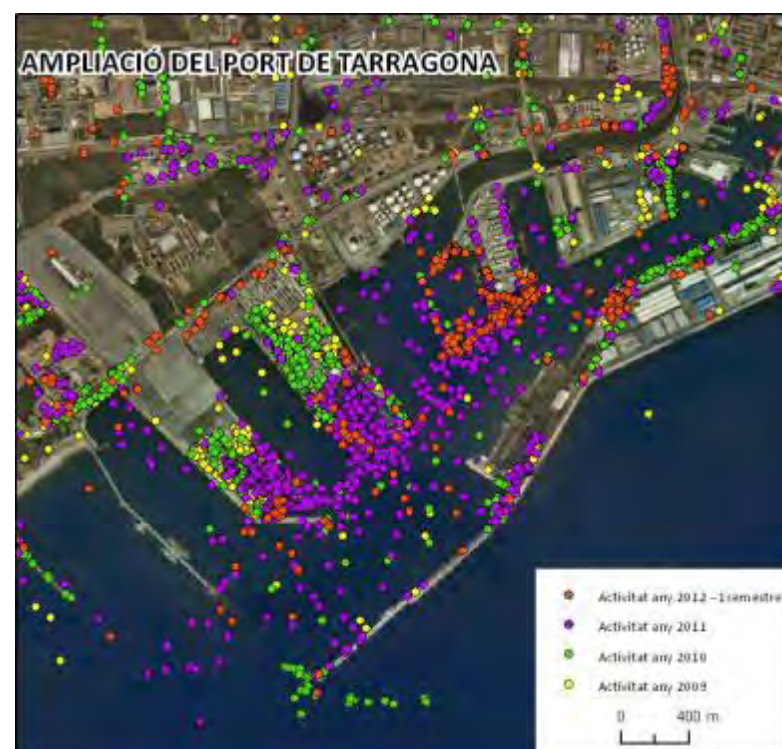 AMPLIACIÓ DEL PORT DE TARRAGONA
Activitat any 2012 – 1 semestre
Activitat any 2011
Activitat any 2010
Activitat any 2009
0 400 m